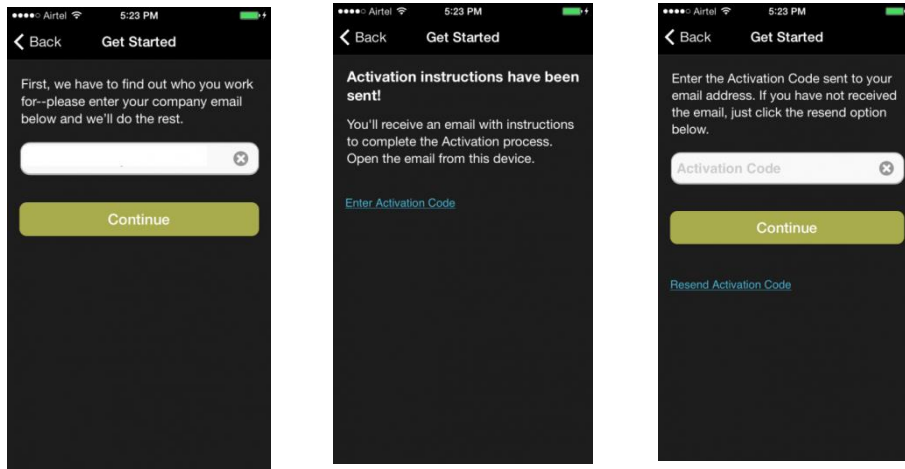 Airtel 5:23 PM
Back Get Started
First, we have to find out who you work
for--please enter your company email
below and we'll do the rest.
Continue
Airtel 5:23 PM
Back Get Started
Activation instructions have been
sent!
You'll receive an email with instructions
to complete the Activation process.
Open the email from this device.
Enter Activation Code
Airtel 5:23 PM
Back Get Started
Enter the Activation Code sent to your
email address. If you have not received
the email, just click the resend option
below.
Activation Code
Continue
Resend Activation Code